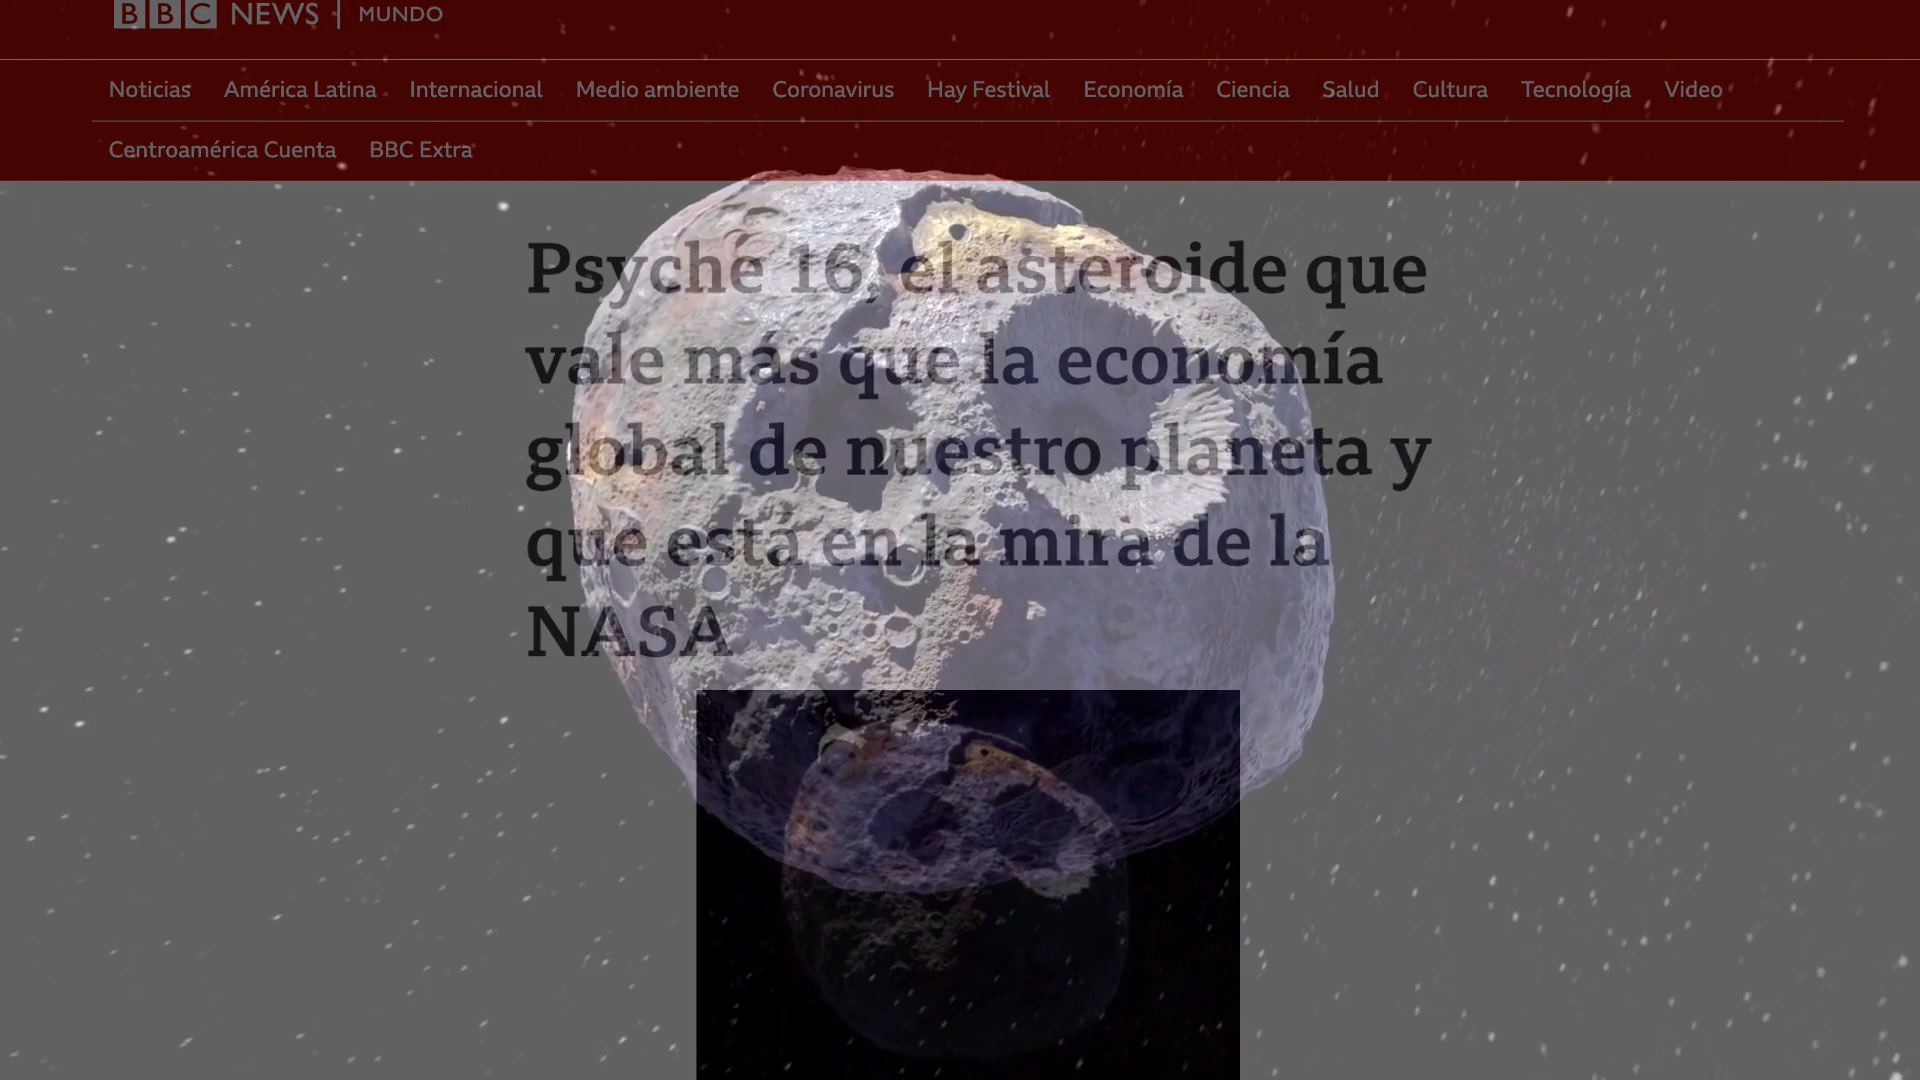 BBC NEWS | MUNDO
Noticias América Latina Internacional Medio ambiente Coronavirus Hay Festival Economía Ciencia Salud Cultura Tecnología Video
Centroamérica Cuenta BBC Extra
Psyche 16, el asteroide que
vale más que la economía
global de nuestro planeta y
que está en la mira de la
NASA